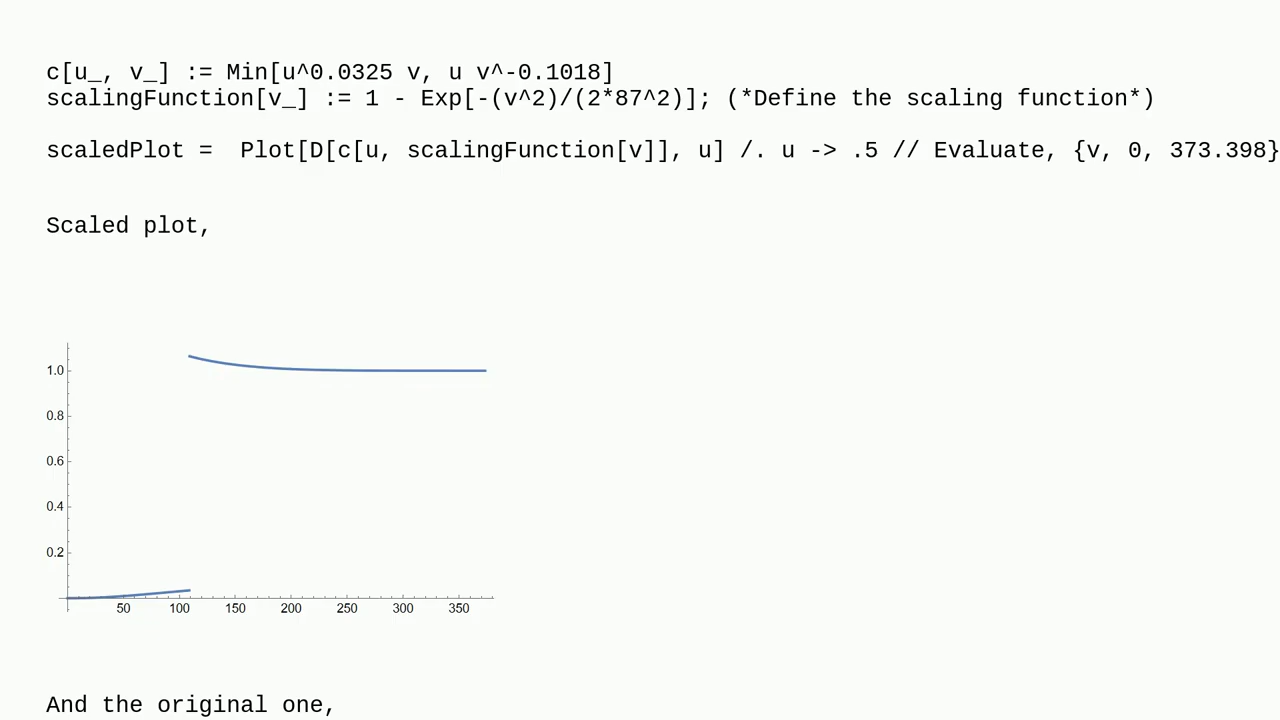 c[u_, v_] := Min[u^0.0325 v, u v^-0.1018]
scalingFunction[v_] := 1 - Exp[-(v^2)/(2*87^2)]; (*Define the scaling function*)
scaledPlot =  Plot[D[c[u, scalingFunction[v]], u] /. u -> .5 // Evaluate, {v, 0, 373.398}
Scaled plot,
1.0
0.8
0.6
0.4
0.2
50 100 150 200 250 300 350
And the original one,